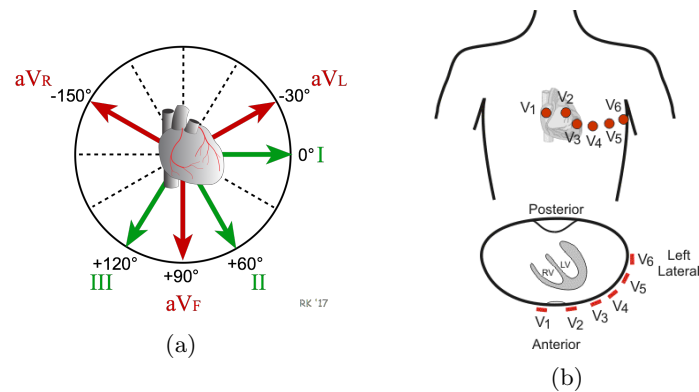 aVR
-150°
aVL
-30°
0° I
+120°
III
+90°
aVF
+60°
II
RK '17
(a)
V1
V2
V3
V4
V5
V6
Posterior
RV
LV
V6
Left
Lateral
V5
V4
V3
V2
V1
Anterior
(b)